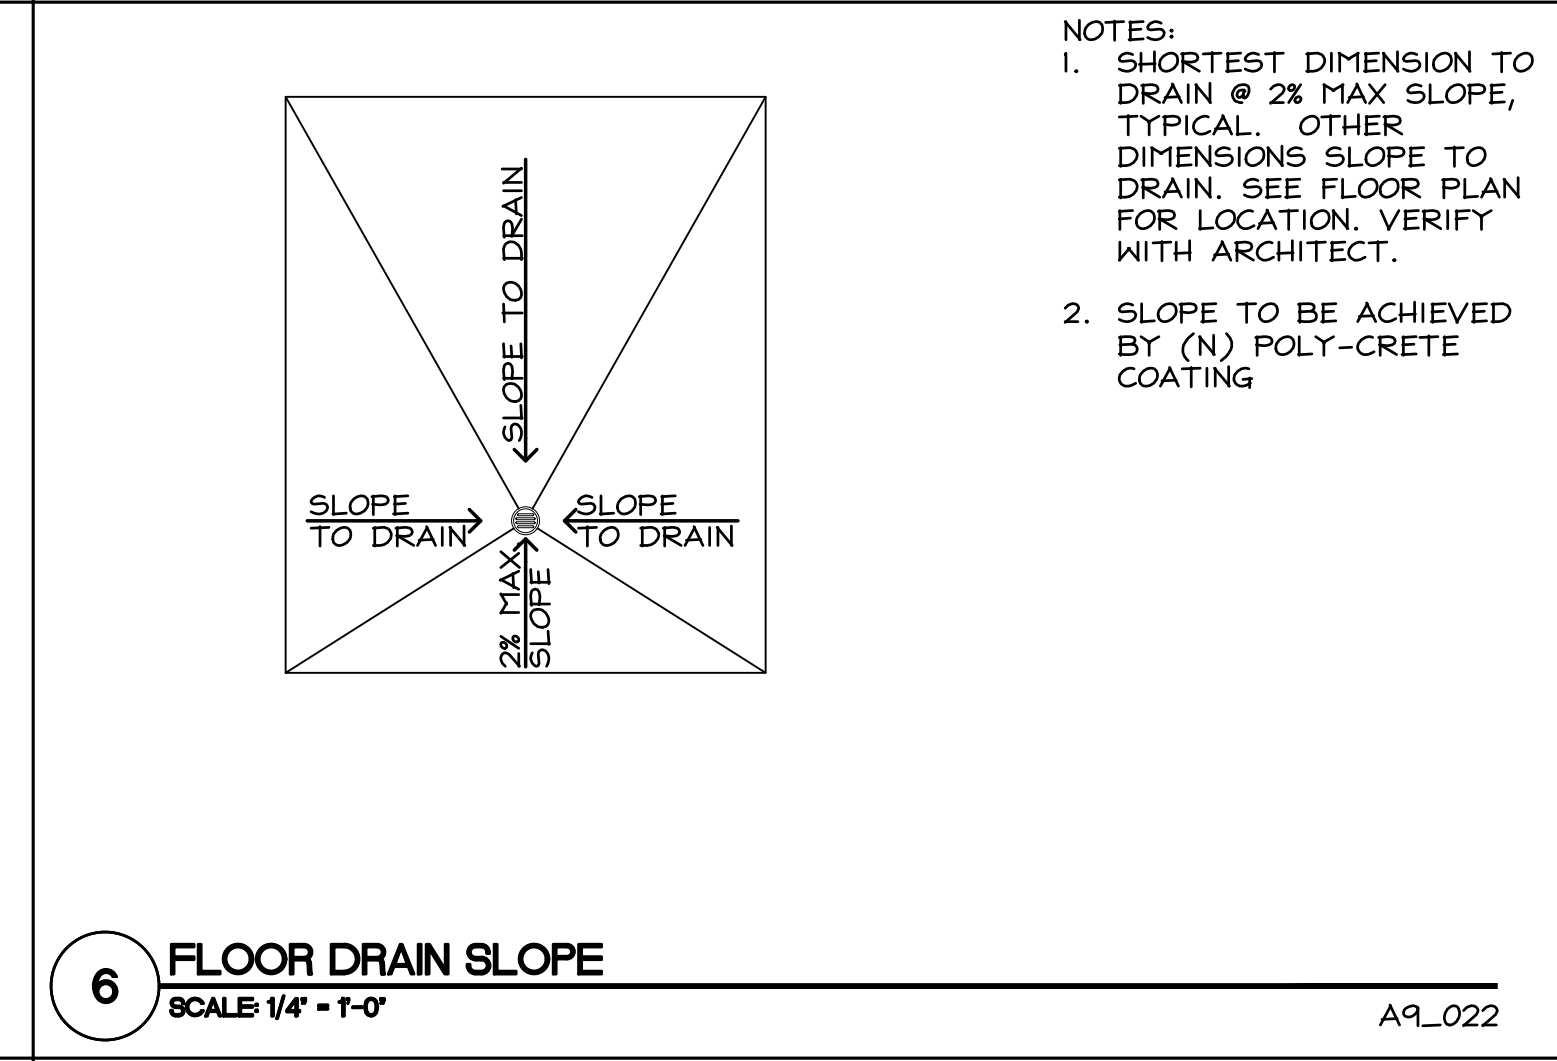 NOTES:
1. SHORTEST DIMENSION TO
DRAIN @ 2% MAX SLOPE,
TYPICAL. OTHER
DIMENSIONS SLOPE TO
DRAIN. SEE FLOOR PLAN
FOR LOCATION. VERIFY
WITH ARCHITECT.
2. SLOPE TO BE ACHIEVED
BY (N) POLY-CRETE
COATING
SLOPE TO DRAIN
SLOPE
TO DRAIN
SLOPE
TO DRAIN
2% MAX.
SLOPE
6
FLOOR DRAIN SLOPE
SCALE: 1/4" = 1'-0"
A9_022